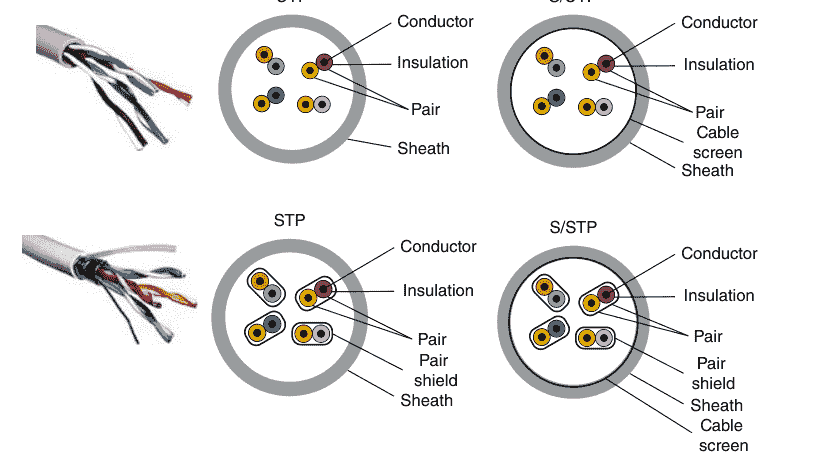 Conductor
Insulation
Pair
Sheath
Conductor
Insulation
Pair
Cable
screen
Sheath
STP
Conductor
Insulation
Pair
Pair
shield
Sheath
S/STP
Conductor
Insulation
Pair
Pair
shield
Sheath
Cable
screen